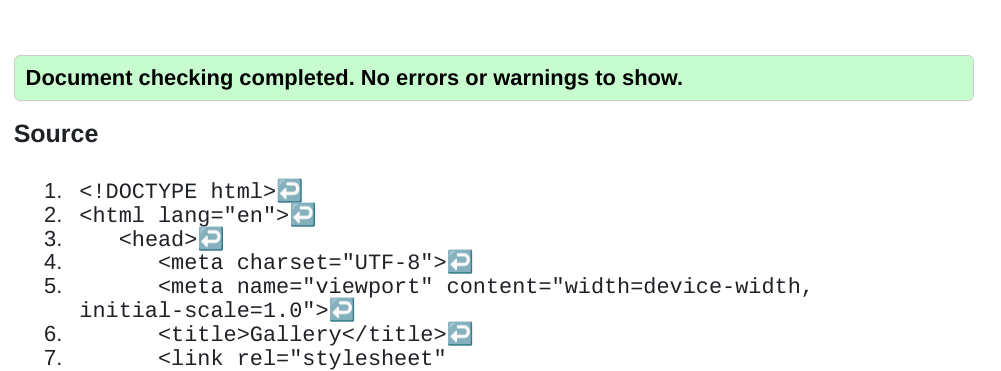 Document checking completed. No errors or warnings to show.
Source
1. <!DOCTYPE html>↩️
2. <html lang="en">↩️
3.    <head>↩️
4.       <meta charset="UTF-8">↩️
5.       <meta name="viewport" content="width=device-width,
initial-scale=1.0">↩️
6.       <title>Gallery</title>↩️
7.       <link rel="stylesheet"